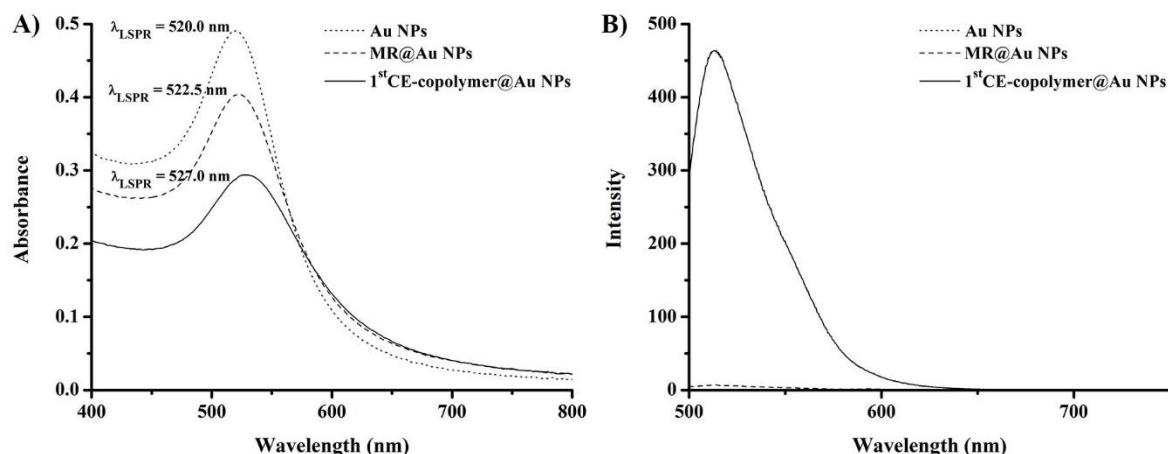 A)
λLSPR = 520.0 nm
λLSPR = 522.5 nm
λLSPR = 527.0 nm
Au NPs
MR@Au NPs
1stCE-copolymer@Au NPs
Absorbance
0.5
0.4
0.3
0.2
0.1
0.0
400
500
600
700
800
Wavelength (nm)
B)
Au NPs
MR@Au NPs
1stCE-copolymer@Au NPs
Intensity
500
400
300
200
100
0
500
600
700
Wavelength (nm)